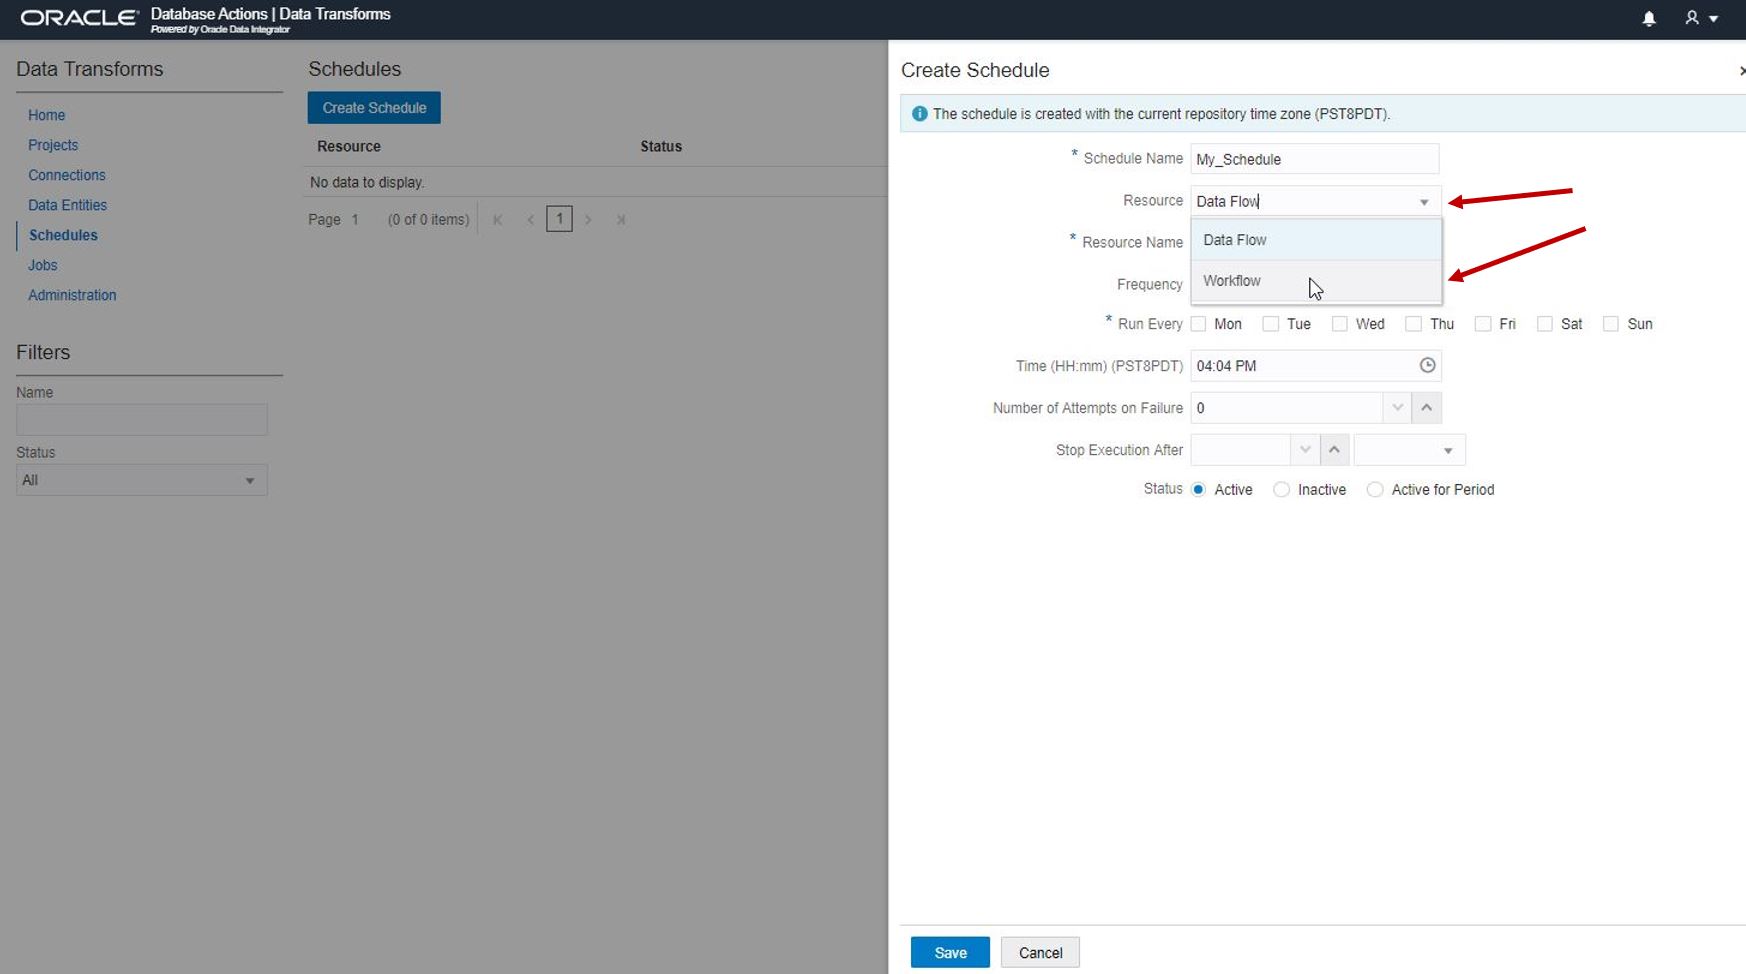 ORACLE Database Actions | Data Transforms
Powered by Oracle Data Integrator
Data Transforms
Home
Projects
Connections
Data Entities
Schedules
Jobs
Administration
Filters
Name
Status
All
Schedules
Create Schedule
Resource Status
No data to display.
Page 1 (0 of 0 items) 1
Create Schedule
The schedule is created with the current repository time zone (PST8PDT).
* Schedule Name My_Schedule
Resource Data Flow
* Resource Name Data Flow
Frequency Workflow
* Run Every Mon Tue Wed Thu Fri Sat Sun
Time (HH:mm) (PST8PDT) 04:04 PM
Number of Attempts on Failure 0
Stop Execution After
Status Active Inactive Active for Period
Save Cancel